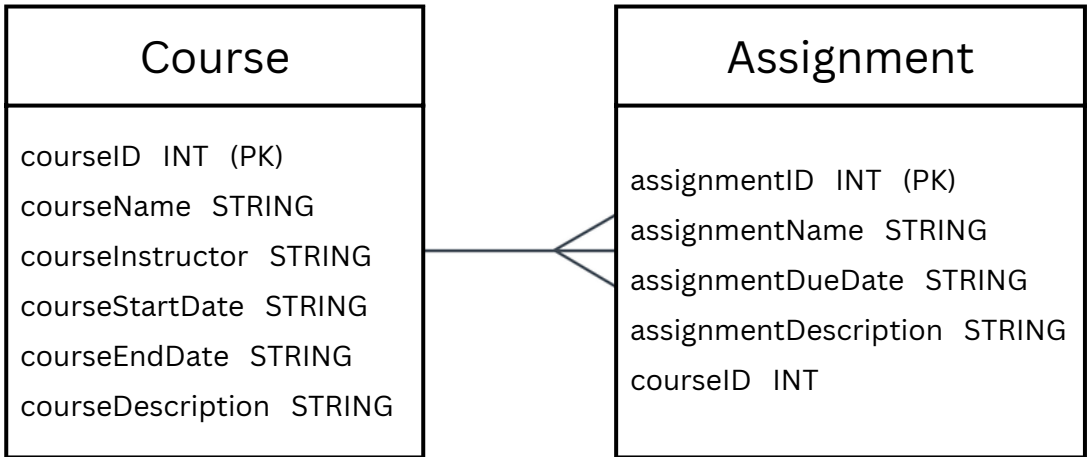 Course
courseID INT (PK)
courseName STRING
courseInstructor STRING
courseStartDate STRING
courseEndDate STRING
courseDescription STRING
Assignment
assignmentID INT (PK)
assignmentName STRING
assignmentDueDate STRING
assignmentDescription STRING
courseID INT